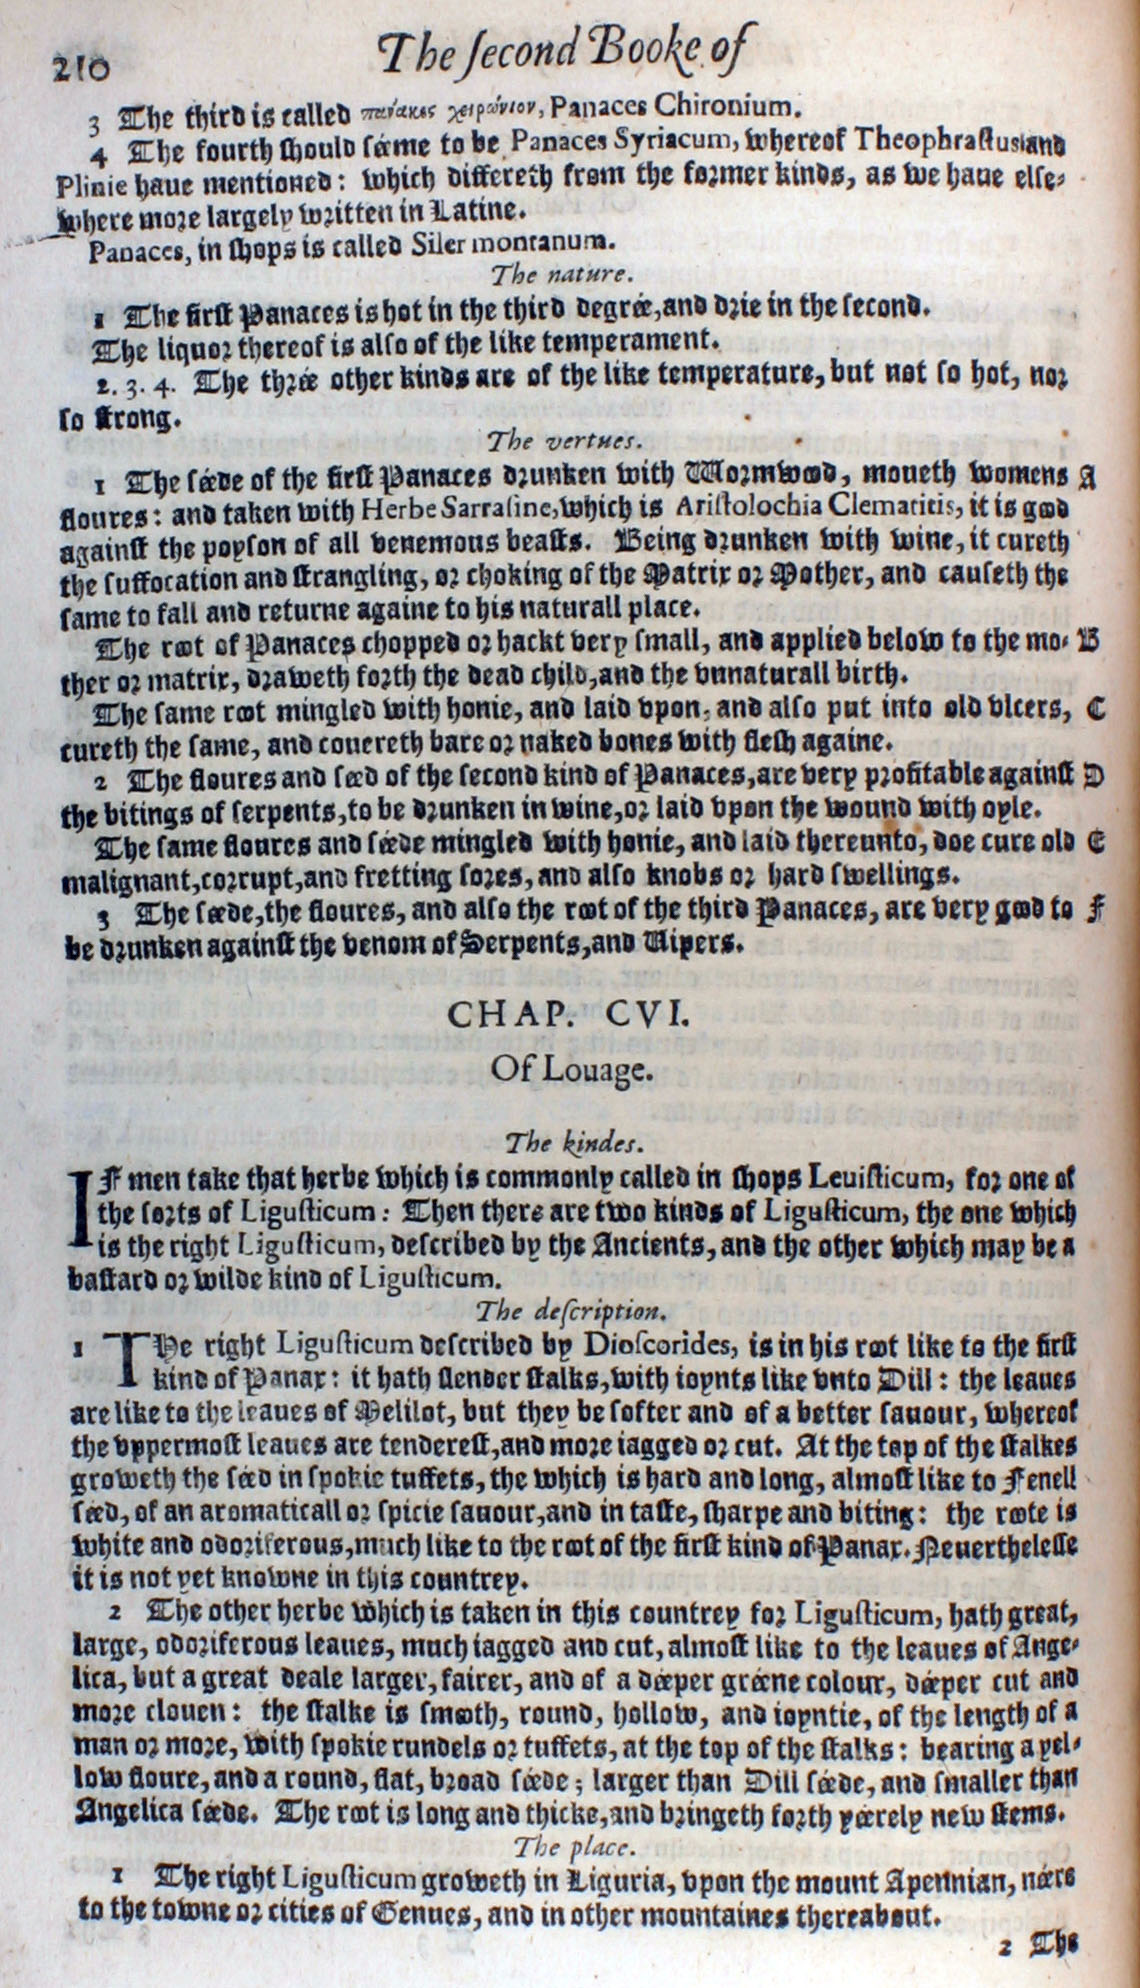 210
The ſecond Booke of
3 The third is called πανάκες χειρώνιον, Panaces Chironium.
4 The fourth ſhould ſéeme to be Panaces Syriacum, whereof Theophraſtus and
Plinie haue mentioned: which differeth from the former kinds, as we haue elſe-
where more largely written in Latine.
Panaces, in ſhops is called Siler montanum.
The nature.
1 The firſt Panaces is hot in the third degrée, and drie in the ſecond.
The liquor thereof is alſo of the like temperament.
2. 3. 4. The thrée other kinds are of the like temperature, but not ſo hot, nor
ſo ſtrong.
The vertues.
1 The ſéede of the firſt Panaces drunken with Wormwood, moueth womens A
floures: and taken with Herbe Sarraſine, which is Ariſtolochia Clematitis, it is good
againſt the poyſon of all venemous beaſts. Being drunken with wine, it cureth
the ſuffocation and ſtrangling, or choking of the Matrix or Mother, and cauſeth the
ſame to fall and returne againe to his naturall place.
The root of Panaces chopped or hackt very ſmall, and applied below to the mo- B
ther or matrix, draweth forth the dead child, and the vnnaturall birth.
The ſame root mingled with honie, and laid vpon, and alſo put into old vlcers, C
cureth the ſame, and couereth bare or naked bones with fleſh againe.
2 The floures and ſéed of the ſecond kind of Panaces, are very profitable againſt D
the bitings of ſerpents, to be drunken in wine, or laid vpon the wound with oyle.
The ſame floures and ſéede mingled with honie, and laid thereunto, doe cure old E
malignant, corrupt, and fretting ſores, and alſo knobs or hard ſwellings.
3 The ſéede, the floures, and alſo the root of the third Panaces, are very good to F
be drunken againſt the venom of Serpents, and Vipers.
CHAP. CVI.
Of Louage.
The kindes.
IF men take that herbe which is commonly called in ſhops Leuiſticum, for one of
the ſorts of Liguſticum: Then there are two kinds of Liguſticum, the one which
is the right Liguſticum, deſcribed by the Ancients, and the other which may be a
baſtard or wilde kind of Liguſticum.
The deſcription.
1 THe right Liguſticum deſcribed by Dioſcorides, is in his root like to the firſt
kind of Panax: it hath ſlender ſtalks, with ioynts like vnto Dill: the leaues
are like to the leaues of Melilot, but they be ſofter and of a better ſauour, whereof
the vppermoſt leaues are tendereſt, and more iagged or cut. At the top of the ſtalkes
groweth the ſéed in ſpokie tuffets, the which is hard and long, almoſt like to Fenell
ſéed, of an aromaticall or ſpicie ſauour, and in taſte, ſharpe and biting: the roote is
white and odoriferous, much like to the root of the firſt kind of Panax. Neuertheleſſe
it is not yet knowne in this countrey.
2 The other herbe which is taken in this countrey for Liguſticum, hath great,
large, odoriferous leaues, much iagged and cut, almoſt like to the leaues of Ange-
lica, but a great deale larger, fairer, and of a déeper gréene colour, déeper cut and
more clouen: the ſtalke is ſmooth, round, hollow, and ioyntie, of the length of a
man or more, with ſpokie rundels or tuffets, at the top of the ſtalks: bearing a yel-
low floure, and a round, flat, broad ſéede; larger than Dill ſéede, and ſmaller than
Angelica ſéede. The root is long and thicke, and bringeth forth yéerely new ſtems.
The place.
1 The right Liguſticum groweth in Liguria, vpon the mount Apennian, néere
to the towne or cities of Genues, and in other mountaines thereabout.
2 The